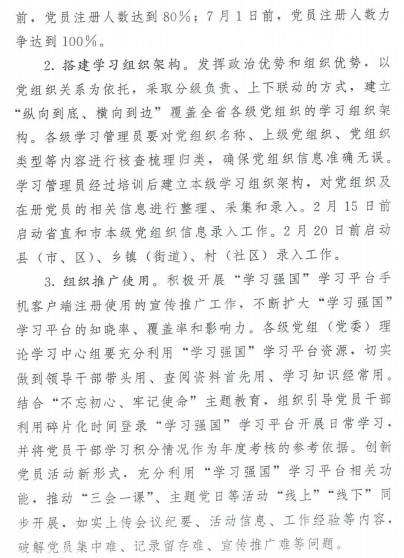 前，党员注册人数达到 80％；7 月 1 日前，党员注册人数力
争达到 100％。
2. 搭建学习组织架构。发挥政治优势和组织优势，以
党组织关系为依托，采取分级负责、上下联动的方式，建立
“纵向到底、横向到边”覆盖全省各级党组织的学习组织架
构。各级学习管理员要对党组织名称、上级党组织、党组织
类型等内容进行核查梳理归类，确保党组织信息准确无误。
学习管理员经过培训后建立本级学习组织架构，对党组织及
在册党员的相关信息进行整理、采集和录入。2 月 15 日前
启动省直和市本级党组织信息录入工作。2 月 20 日前启动
县（市、区）、乡镇（街道）、村（社区）录入工作。
3. 组织推广使用。积极开展“学习强国”学习平台手
机客户端注册使用的宣传推广工作，不断扩大“学习强国”
学习平台的知晓率、覆盖率和影响力。各级党组（党委）理
论学习中心组要充分利用“学习强国”学习平台资源，切实
做到领导干部带头用、查阅资料首先用、学习知识经常用。
结合“不忘初心、牢记使命”主题教育，组织引导党员干部
利用碎片化时间登录“学习强国”学习平台开展日常学习，
并将党员干部学习积分情况作为年度考核的参考依据。创新
党员活动新形式，充分利用“学习强国”学习平台相关功
能，推动“三会一课”、主题党日等活动“线上”“线下”同
步开展，如实上传会议纪要、活动信息、工作经验等内容，
破解党员集中难、记录留存难、宣传推广难等问题。